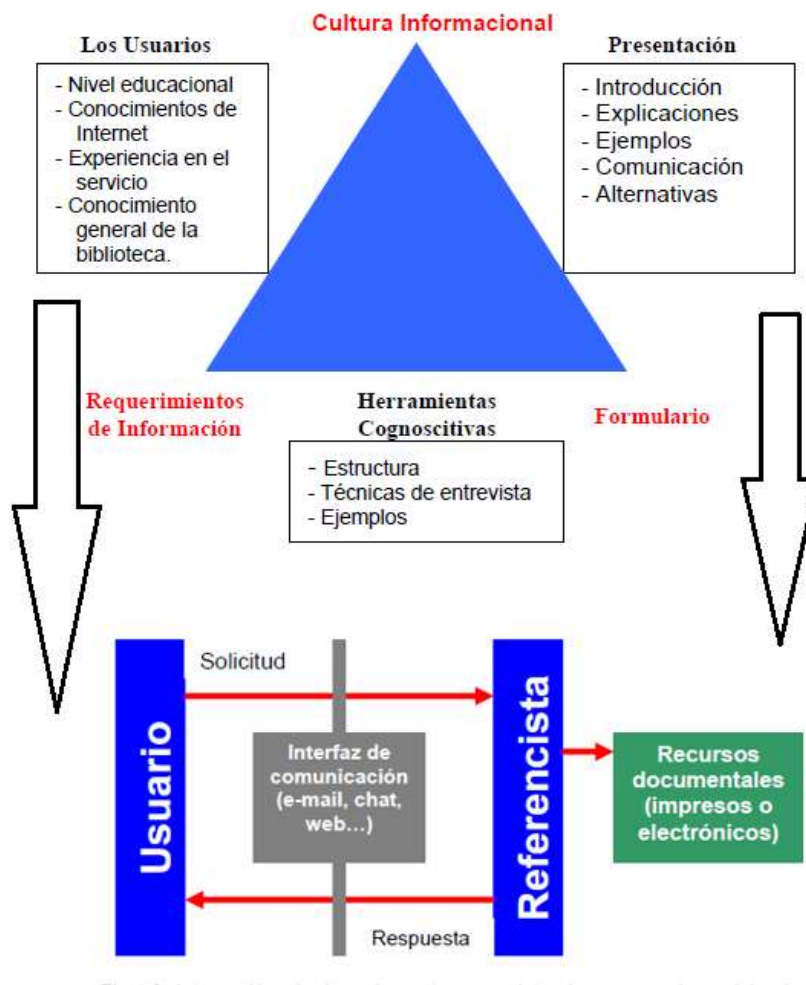 Cultura Informacional
Los Usuarios
- Nivel educacional
- Conocimientos de
Internet
- Experiencia en el
servicio
- Conocimiento
general de la
biblioteca.
Presentación
- Introducción
- Explicaciones
- Ejemplos
- Comunicación
- Alternativas
Requerimientos
de Información
Herramientas
Cognoscitivas
- Estructura
- Técnicas de entrevista
- Ejemplos
Formulario
Solicitud
Usuario
Interfaz de
comunicación
(e-mail, chat,
web...)
Referencista
Recursos
documentales
(impresos o
electrónicos)
Respuesta